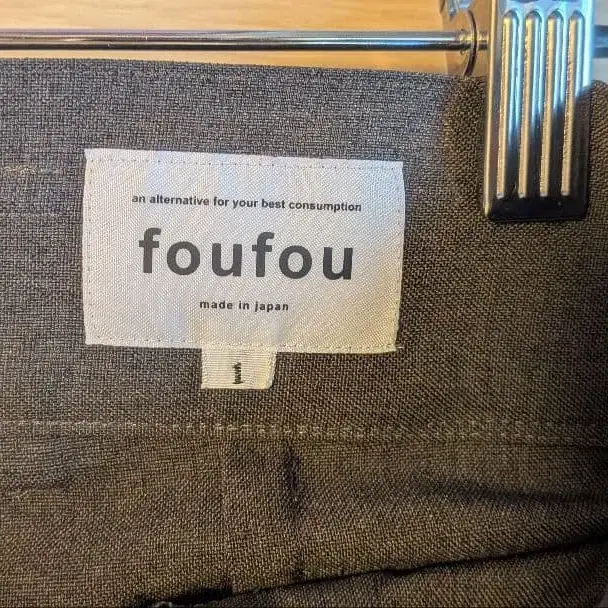 an alternative for your best consumption
foufou
made in japan
1